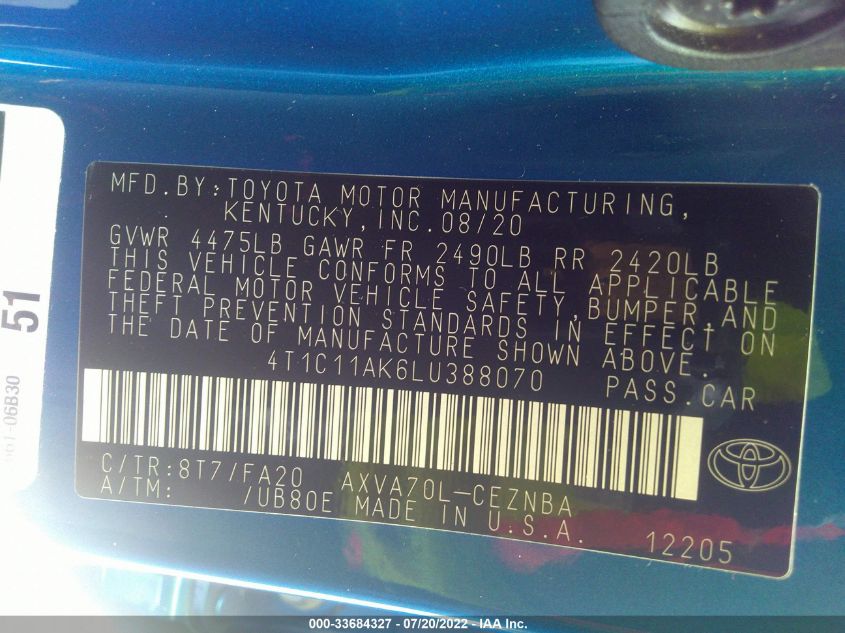 MFD.BY:TOYOTA MOTOR MANUFACTURING,
KENTUCKY,INC.08/20
GVWR 4475LB GAWR FR 2490LB RR 2420LB
THIS VEHICLE CONFORMS TO ALL APPLICABLE
FEDERAL MOTOR VEHICLE SAFETY,BUMPER,AND
THEFT PREVENTION STANDARDS IN EFFECT ON
THE DATE OF MANUFACTURE SHOWN ABOVE.
4T1C11AK6LU388070 PASS.CAR
C/TR:8T7/FA20 AXVA70L-CEZNBA
A/TM: /UB80E MADE IN U.S.A.
12205
51
06B30
000-33684327 - 07/20/2022 - IAA Inc.